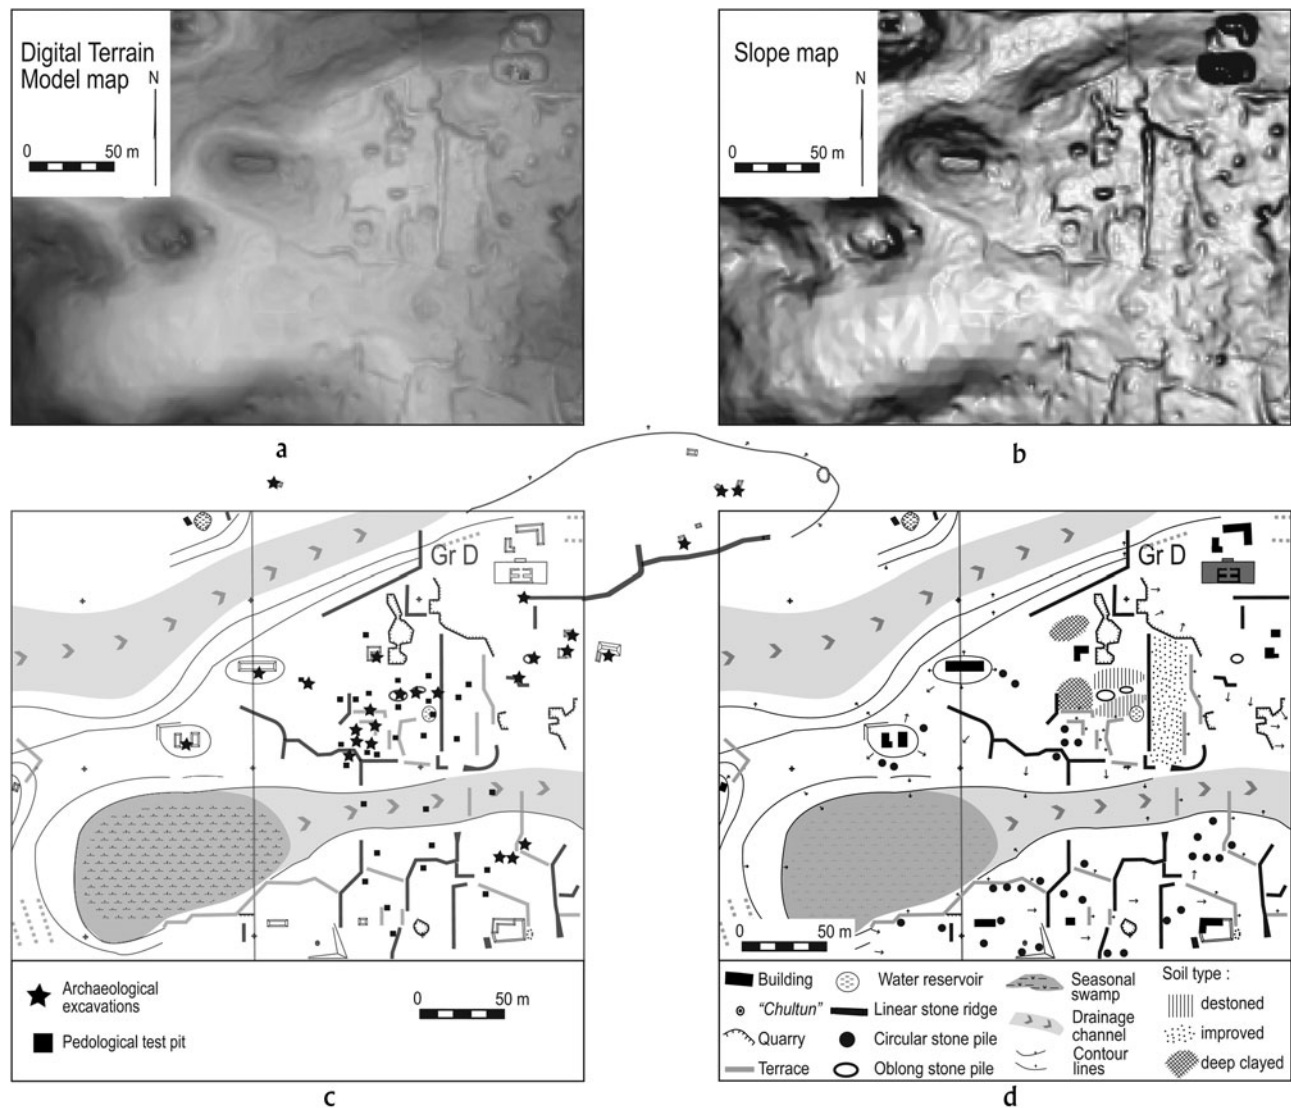 Digital Terrain
Model map
N
0 50 m
a
Slope map
N
0 50 m
b
Gr D
Archaeological
excavations
Pedological test pit
0 50 m
c
Gr D
0 50 m
Building
"Chultun"
Quarry
Terrace
Water reservoir
Linear stone ridge
Circular stone pile
Oblong stone pile
Seasonal
swamp
Drainage
channel
Contour
lines
Soil type :
destoned
improved
deep clayed
d